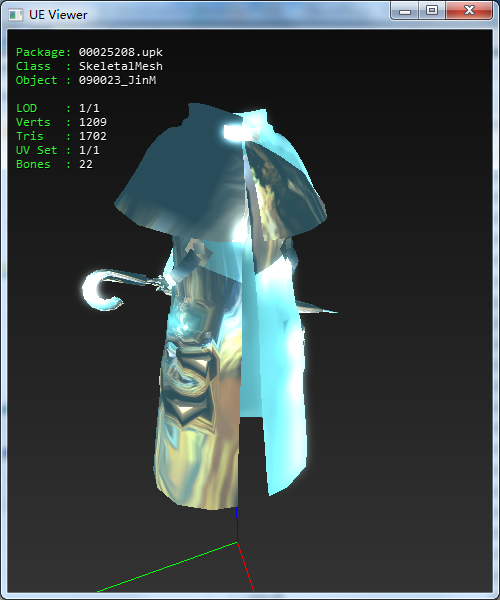 UE Viewer
Package: 00025208.upk
Class : SkeletalMesh
Object : 090023_JinM
LOD : 1/1
Verts : 1209
Tris : 1702
UV Set : 1/1
Bones : 22